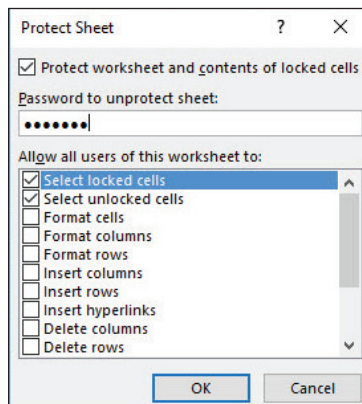 Protect Sheet ? ×
Protect worksheet and contents of locked cells
Password to unprotect sheet:
•••••••
Allow all users of this worksheet to:
Select locked cells
Select unlocked cells
Format cells
Format columns
Format rows
Insert columns
Insert rows
Insert hyperlinks
Delete columns
Delete rows
OK Cancel